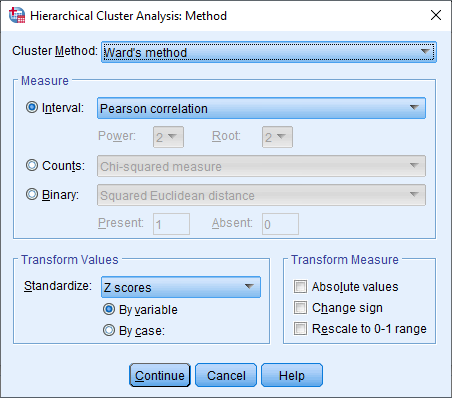 Hierarchical Cluster Analysis: Method
Cluster Method: Ward's method
Measure
Interval: Pearson correlation
Power: 2 Root: 2
Counts: Chi-squared measure
Binary: Squared Euclidean distance
Present: 1 Absent: 0
Transform Values
Standardize: Z scores
By variable
By case:
Transform Measure
Absolute values
Change sign
Rescale to 0-1 range
Continue Cancel Help